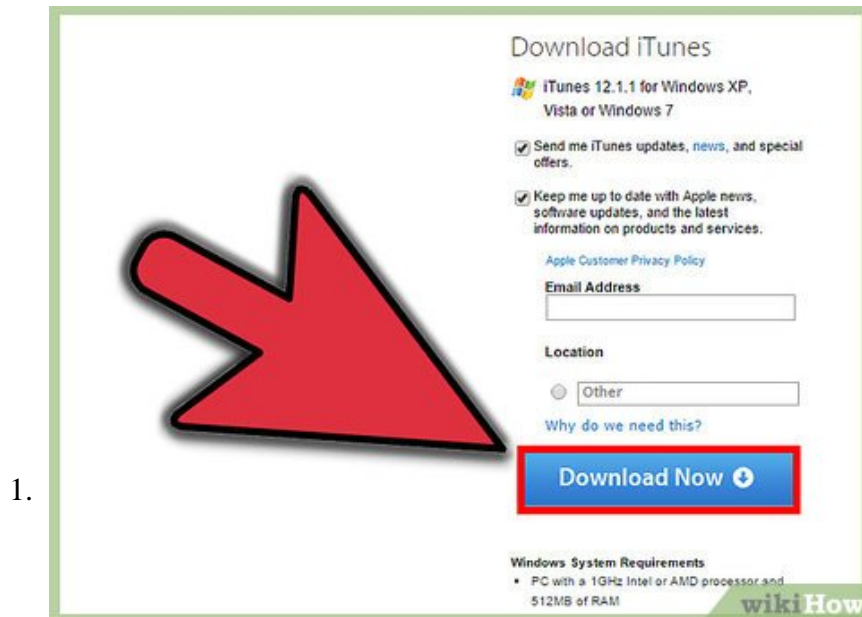 Download iTunes
iTunes 12.1.1 for Windows XP,
Vista or Windows 7
Send me iTunes updates, news, and special
offers.
Keep me up to date with Apple news,
software updates, and the latest
information on products and services.
Apple Customer Privacy Policy
Email Address
Location
Other
Why do we need this?
Download Now
1.
Windows System Requirements
• PC with a 1GHz Intel or AMD processor and
512MB of RAM
wikiHow